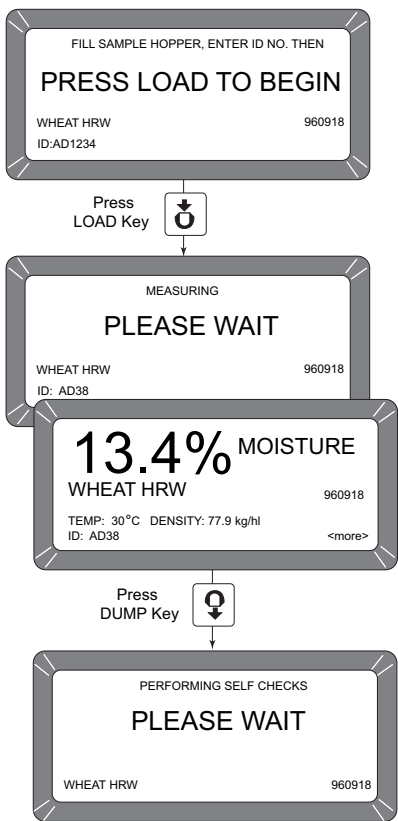 FILL SAMPLE HOPPER, ENTER ID NO. THEN
PRESS LOAD TO BEGIN
WHEAT HRW 960918
ID:AD1234
Press
LOAD Key
MEASURING
PLEASE WAIT
WHEAT HRW 960918
ID: AD38
13.4% MOISTURE
WHEAT HRW 960918
TEMP: 30°C DENSITY: 77.9 kg/hl
ID: AD38 <more>
Press
DUMP Key
PERFORMING SELF CHECKS
PLEASE WAIT
WHEAT HRW 960918